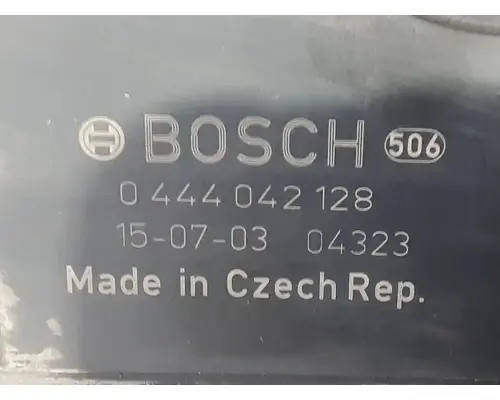 BOSCH 506
0 444 042 128
15-07-03 04323
Made in Czech Rep.